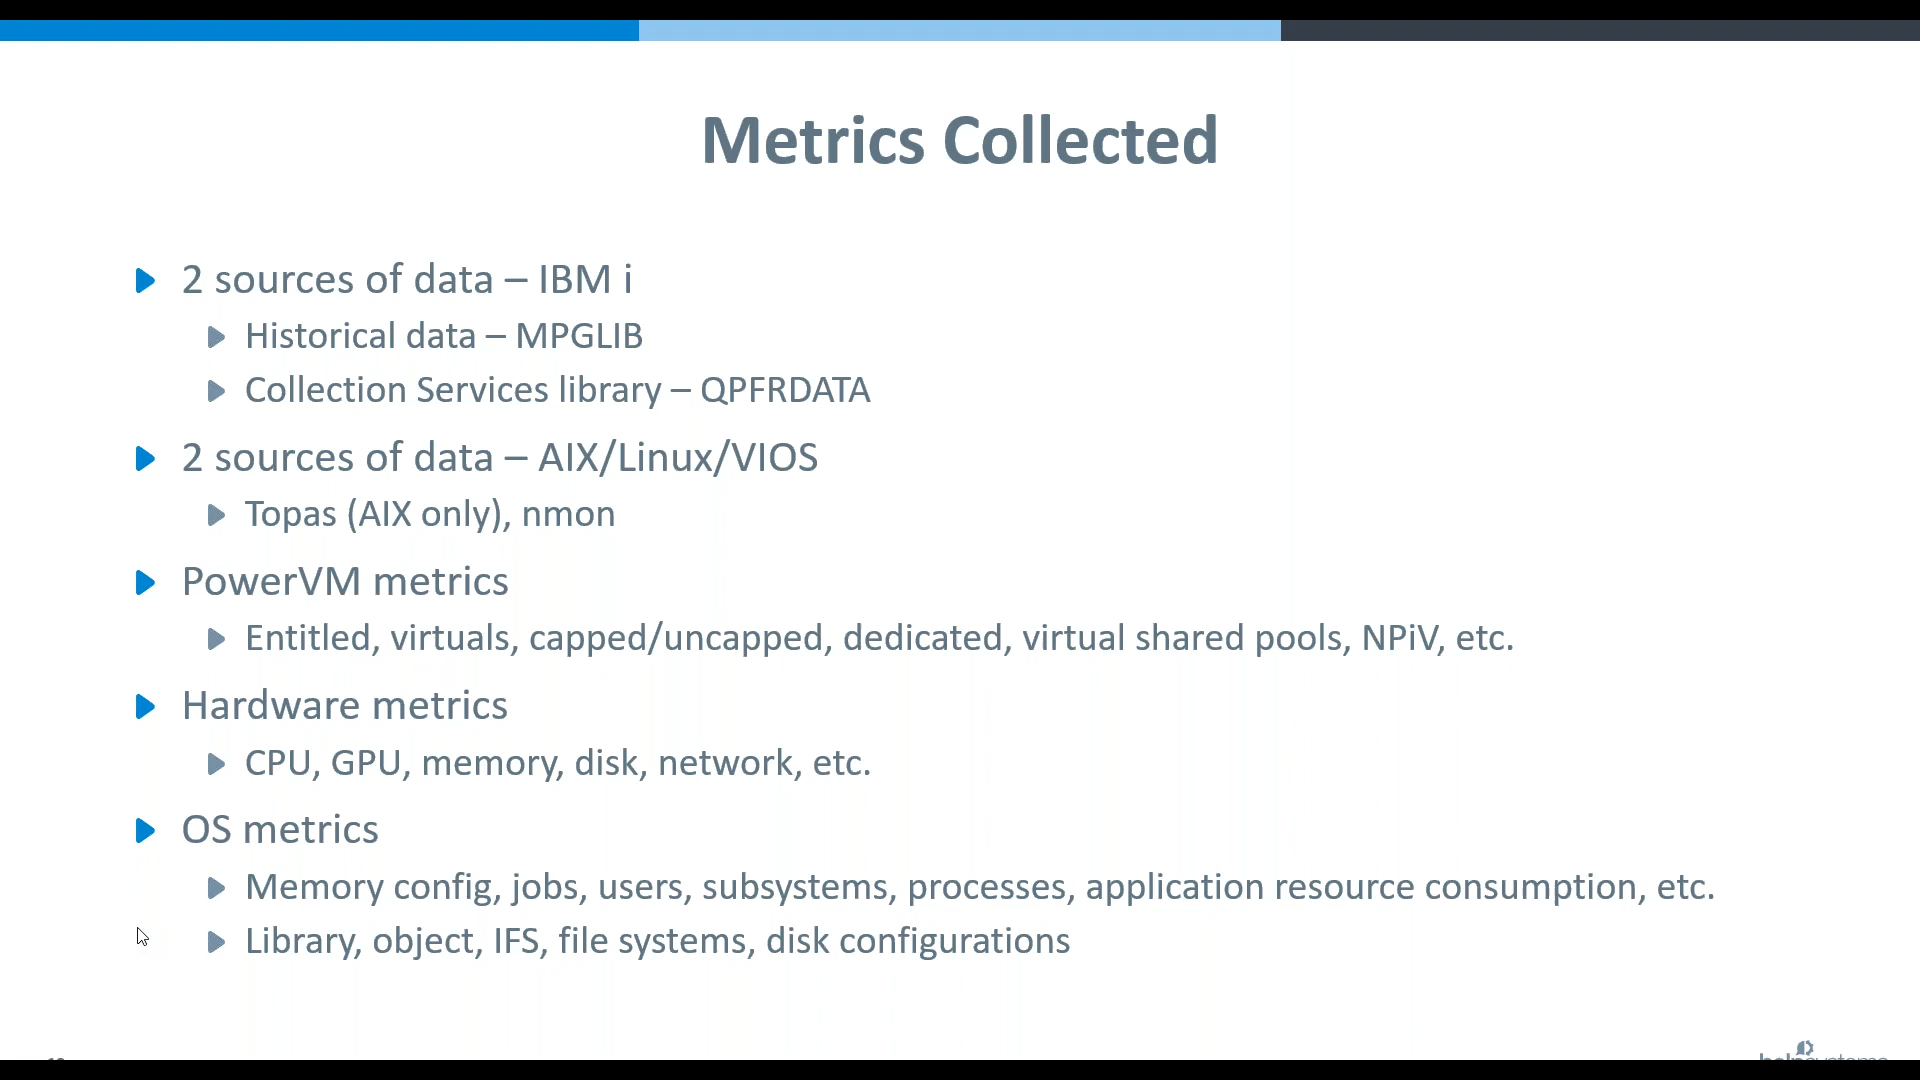 Metrics Collected
2 sources of data – IBM i
Historical data – MPGLIB
Collection Services library – QPFRDATA
2 sources of data – AIX/Linux/VIOS
Topas (AIX only), nmon
PowerVM metrics
Entitled, virtuals, capped/uncapped, dedicated, virtual shared pools, NPiV, etc.
Hardware metrics
CPU, GPU, memory, disk, network, etc.
OS metrics
Memory config, jobs, users, subsystems, processes, application resource consumption, etc.
Library, object, IFS, file systems, disk configurations